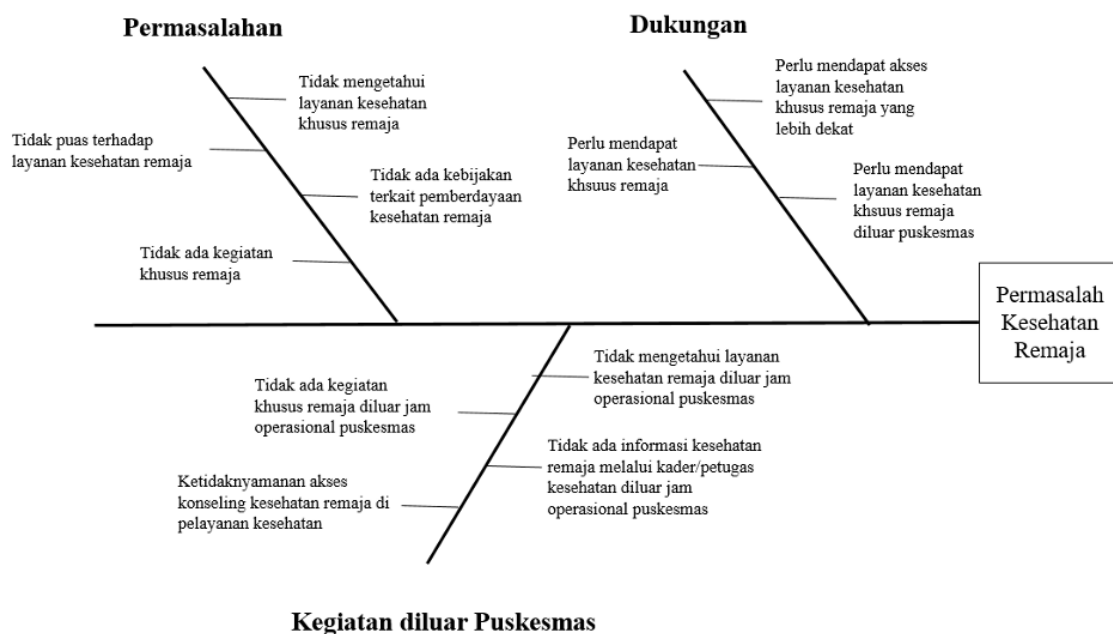 Permasalahan
Tidak mengetahui
layanan kesehatan
khusus remaja
Tidak puas terhadap
layanan kesehatan remaja
Tidak ada kebijakan
terkait pemberdayaan
kesehatan remaja
Tidak ada kegiatan
khusus remaja
Dukungan
Perlu mendapat akses
layanan kesehatan
khusus remaja yang
lebih dekat
Perlu mendapat
layanan kesehatan
khsuus remaja
Perlu mendapat
layanan kesehatan
khsuus remaja
diluar puskesmas
Permasalah
Kesehatan
Remaja
Tidak mengetahui layanan
kesehatan remaja diluar jam
operasional puskesmas
Tidak ada kegiatan
khusus remaja diluar jam
operasional puskesmas
Tidak ada informasi kesehatan
remaja melalui kader/petugas
kesehatan diluar jam
operasional puskesmas
Ketidaknyamanan akses
konseling kesehatan remaja di
pelayanan kesehatan
Kegiatan diluar Puskesmas